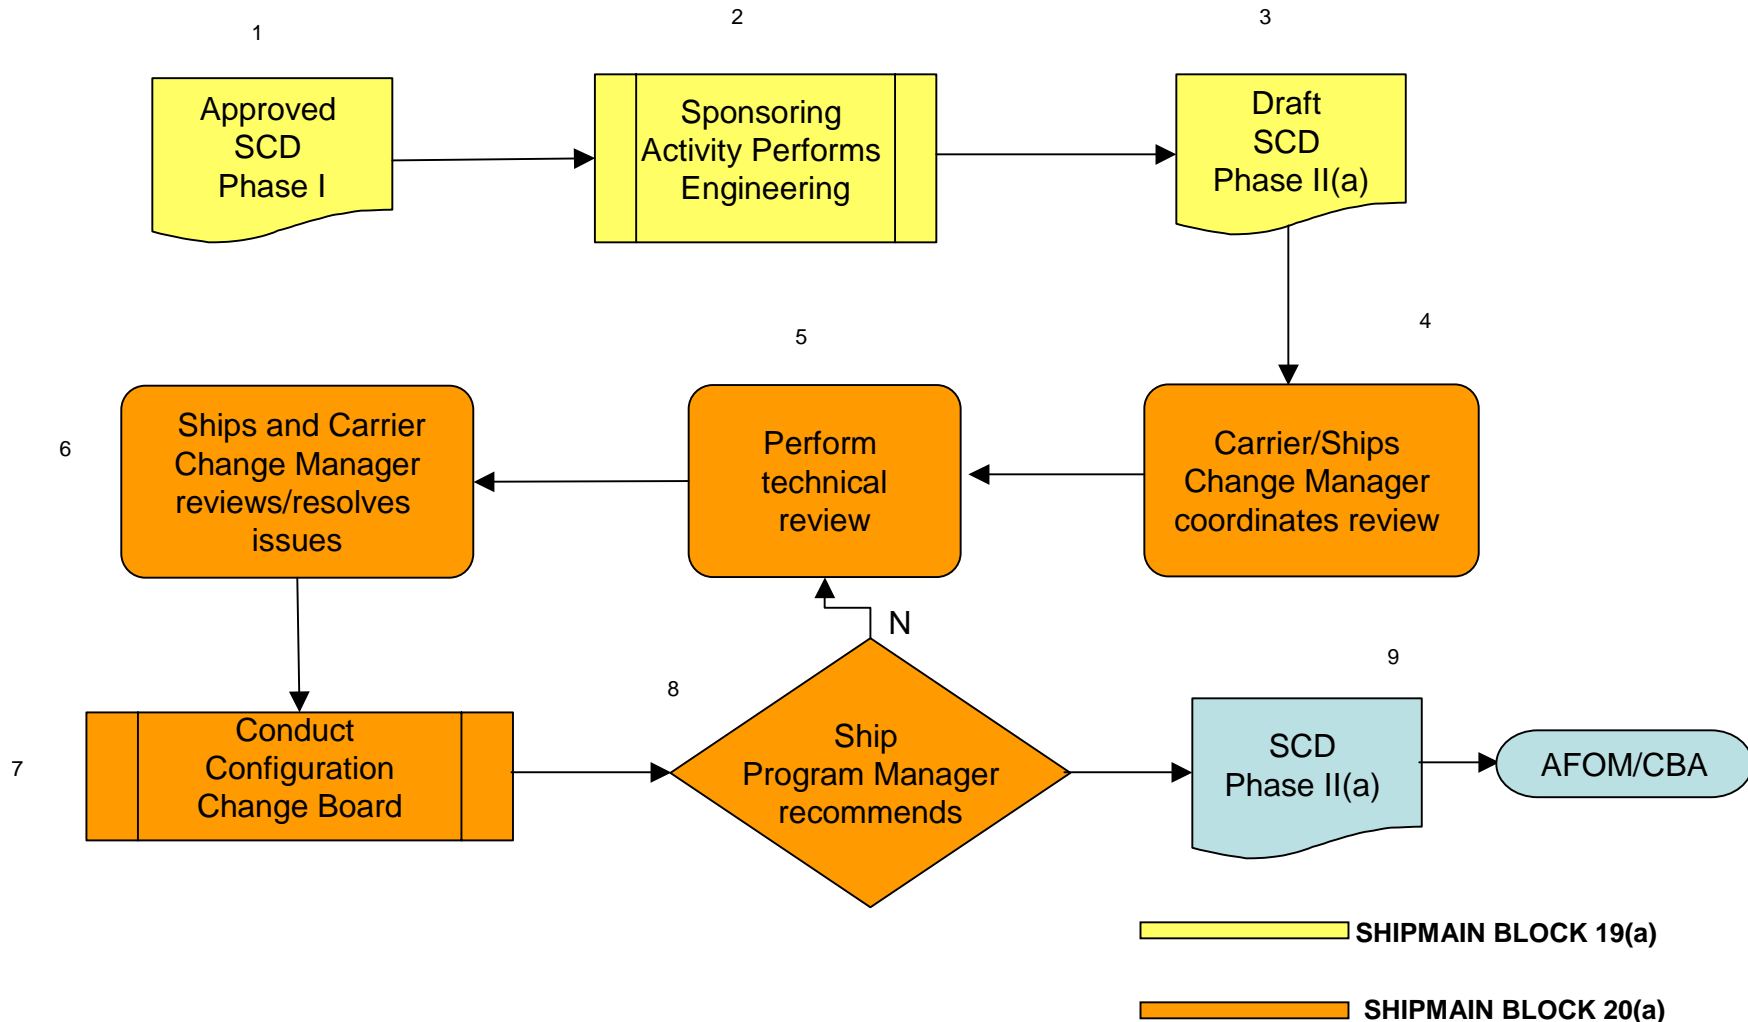 1
2
3
Approved
SCD
Phase I
Sponsoring
Activity Performs
Engineering
Draft
SCD
Phase II(a)
4
5
6
Ships and Carrier
Change Manager
reviews/resolves
issues
Perform
technical
review
Carrier/Ships
Change Manager
coordinates review
N
7
8
9
Conduct
Configuration
Change Board
Ship
Program Manager
recommends
SCD
Phase II(a)
AFOM/CBA
SHIPMAIN BLOCK 19(a)
SHIPMAIN BLOCK 20(a)